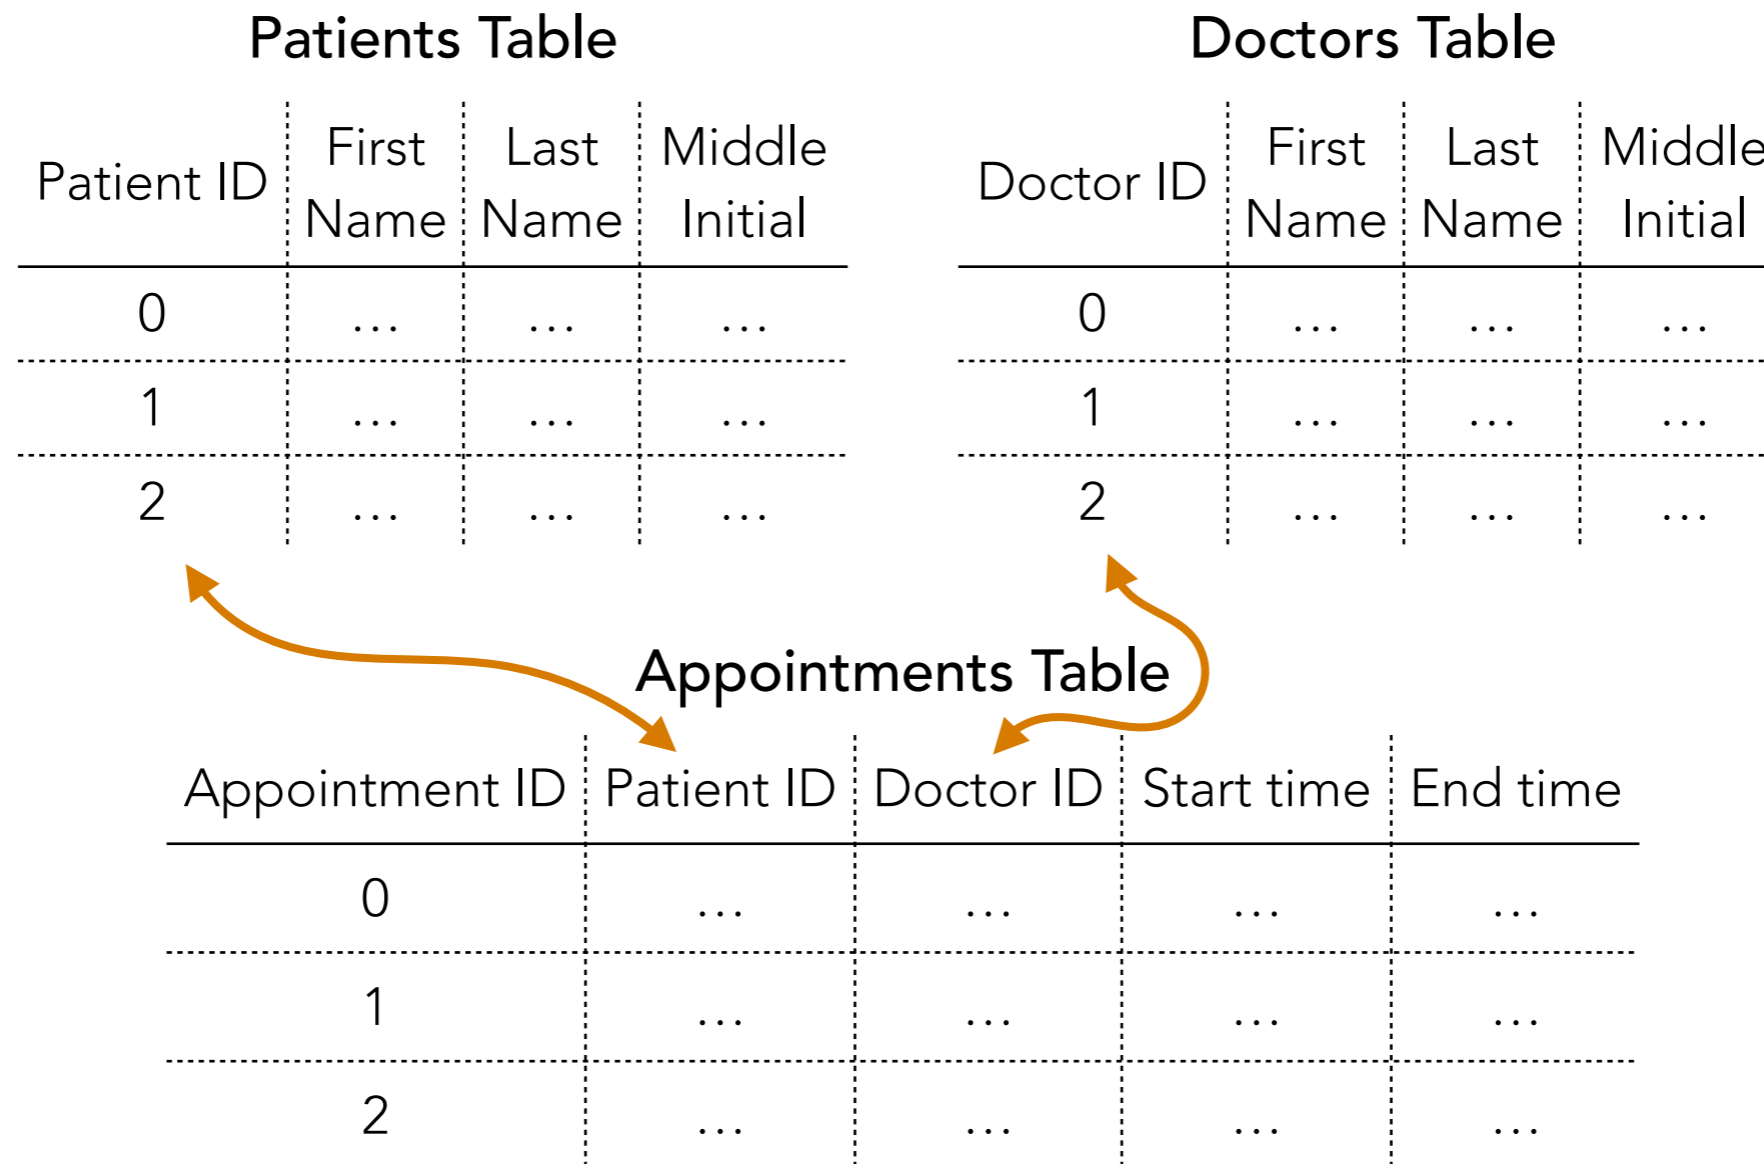 Patients Table
Patient ID First Name Last Name Middle Initial
0 ... ... ...
1 ... ... ...
2 ... ... ...
Doctors Table
Doctor ID First Name Last Name Middle Initial
0 ... ... ...
1 ... ... ...
2 ... ... ...
Appointments Table
Appointment ID Patient ID Doctor ID Start time End time
0 ... ... ... ...
1 ... ... ... ...
2 ... ... ... ...